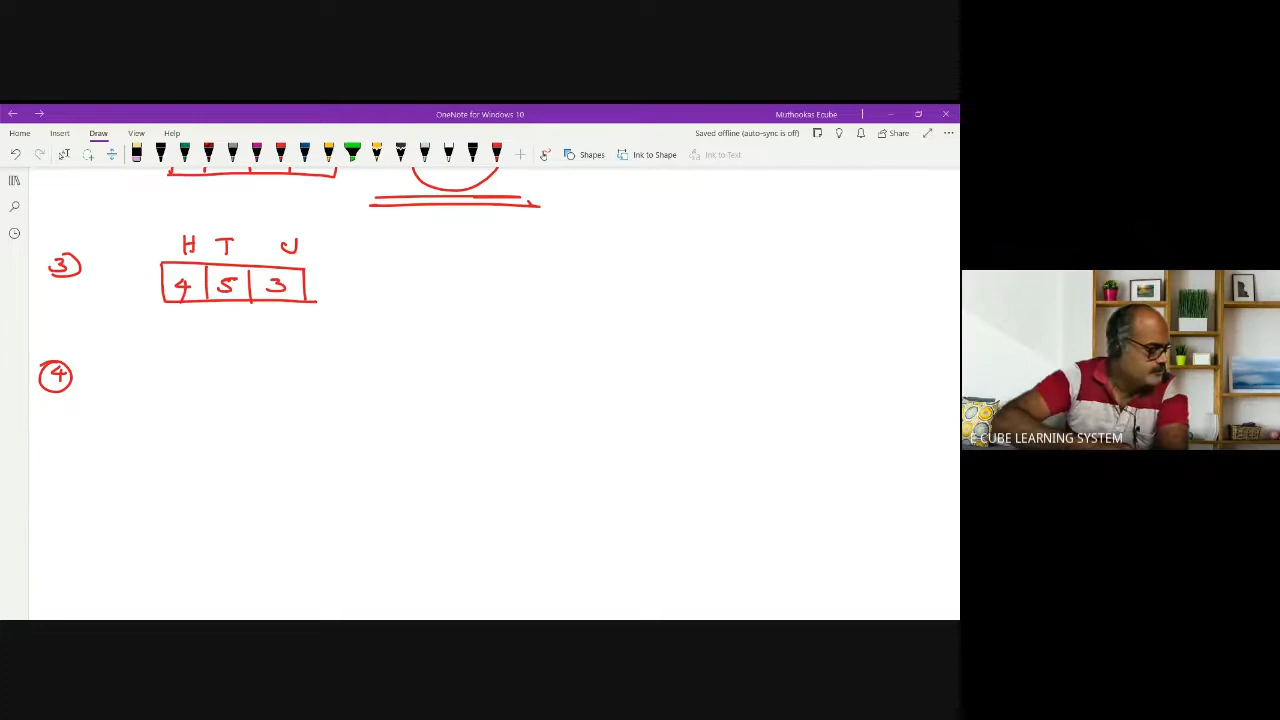 OneNote for Windows 10
Muthookas Ecube
Home Insert Draw View Help
Saved offline (auto-sync is off)
Share
Shapes
Ink to Shape
Ink to Text
H T U
3
4 5 3
4
E CUBE LEARNING SYSTEM